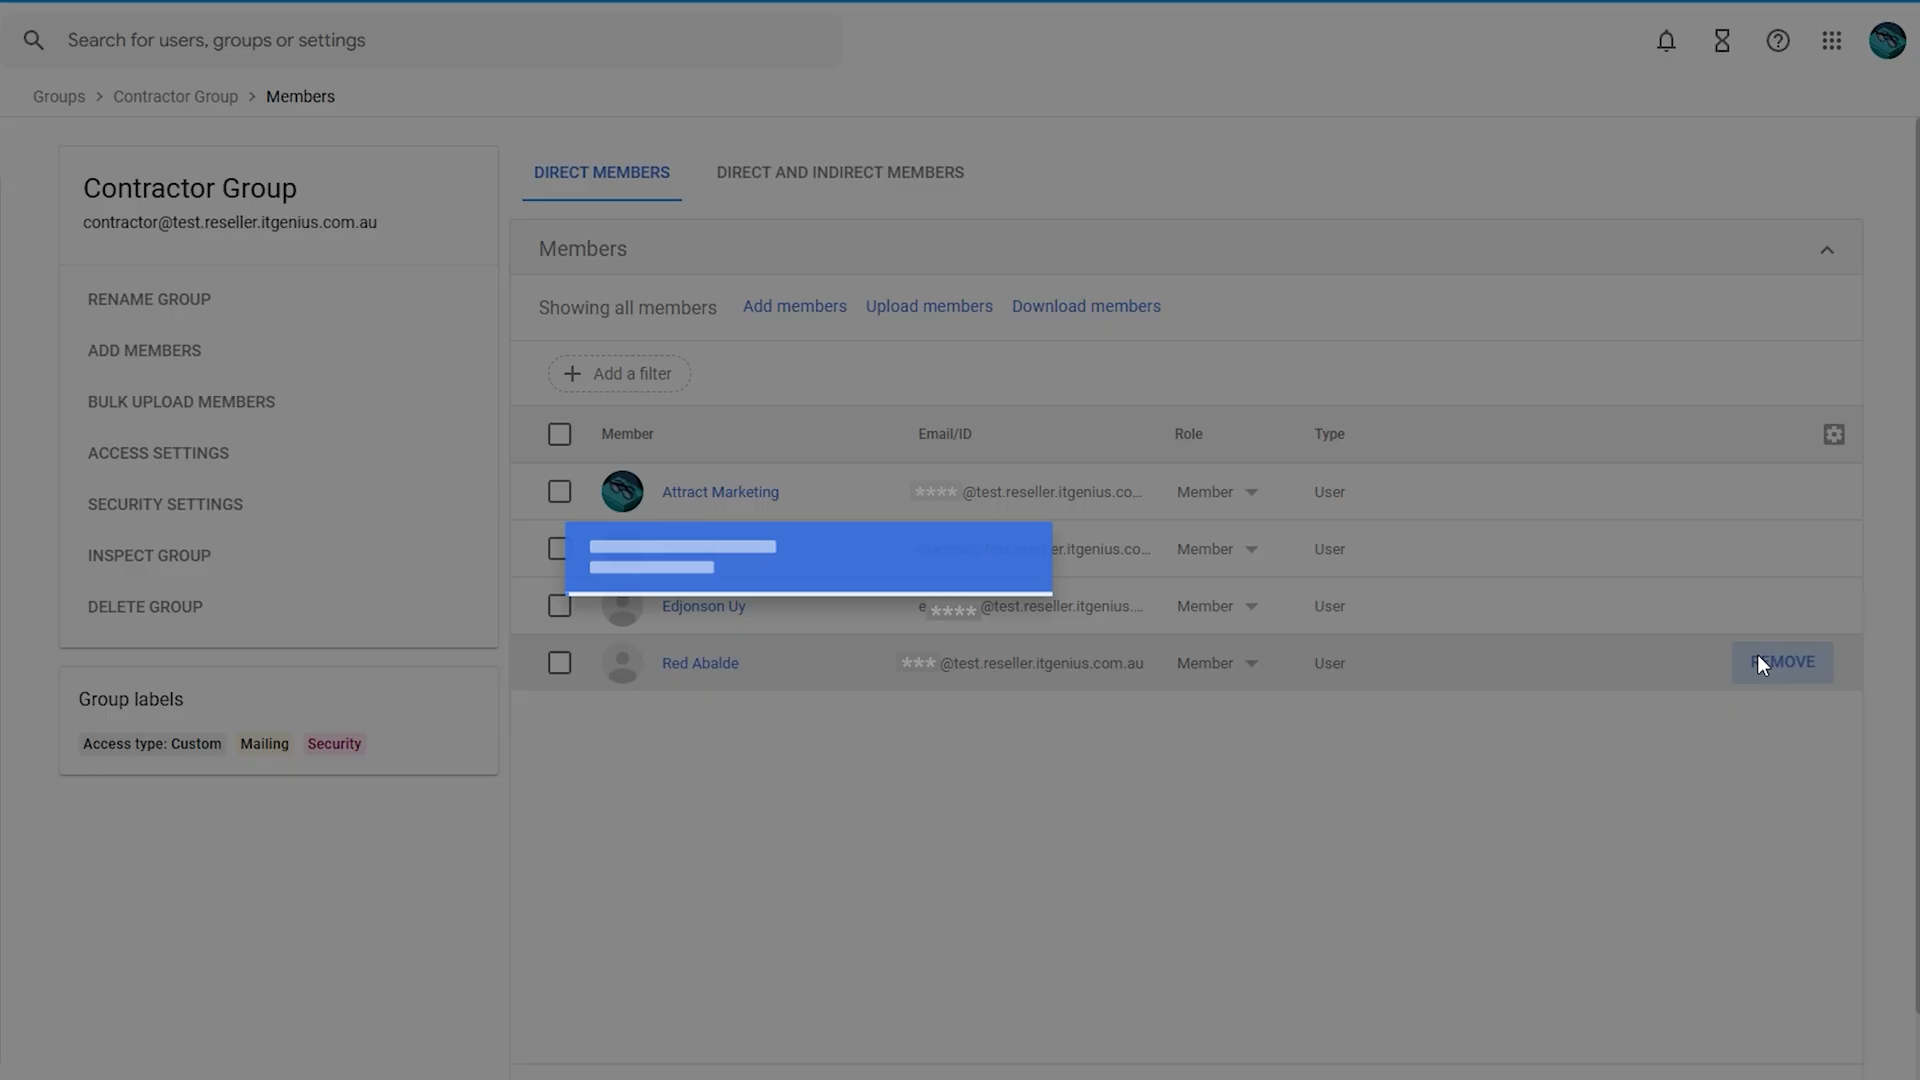 Search for users, groups or settings
Groups > Contractor Group > Members
Contractor Group
contractor@test.reseller.itgenius.com.au
RENAME GROUP
ADD MEMBERS
BULK UPLOAD MEMBERS
ACCESS SETTINGS
SECURITY SETTINGS
INSPECT GROUP
DELETE GROUP
Group labels
Access type: Custom Mailing Security
DIRECT MEMBERS DIRECT AND INDIRECT MEMBERS
Members
Showing all members Add members Upload members Download members
+ Add a filter
Member Email/ID Role Type
Attract Marketing ****@test.reseller.itgenius.co... Member User
er.itgenius.co... Member User
Edjonson Uy e****@test.reseller.itgenius.... Member User
Red Abalde ***@test.reseller.itgenius.com.au Member User REMOVE